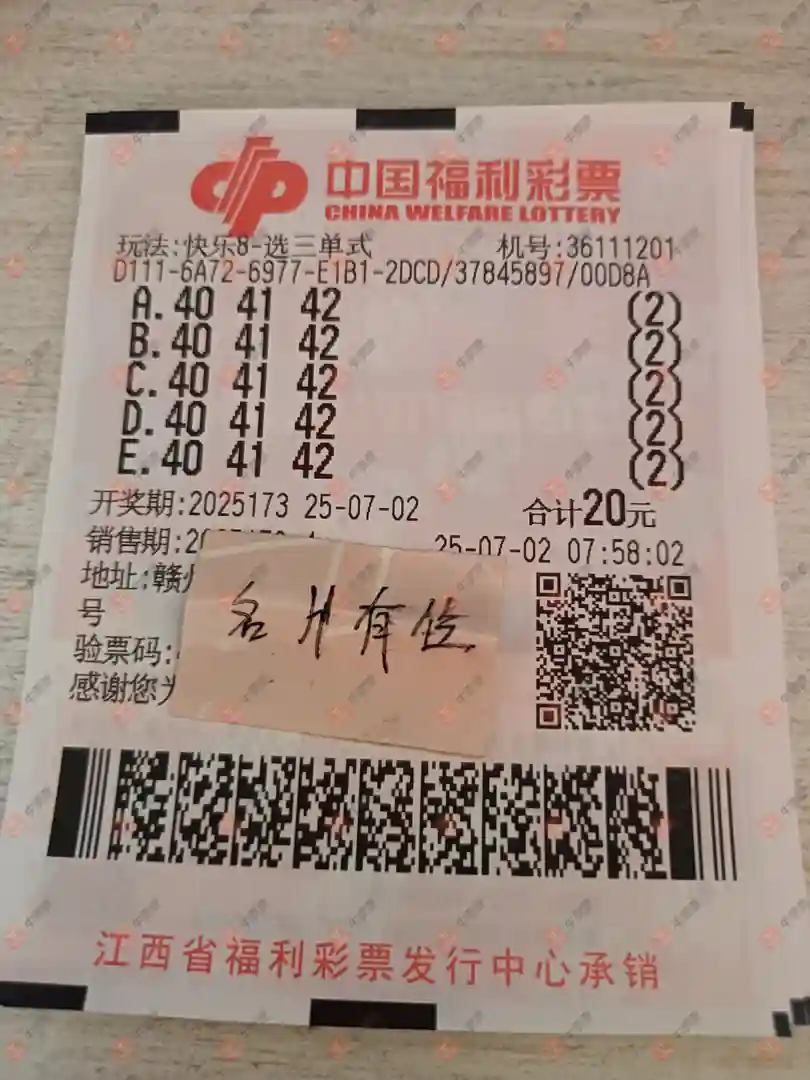 中国福利彩票
CHINA WELFARE LOTTERY
玩法:快乐8-选三单式 机号:36111201
D111-6A72-6977-E1B1-2DCD/37845897/00D8A
A.40 41 42 (2)
B.40 41 42 (2)
C.40 41 42 (2)
D.40 41 42 (2)
E.40 41 42 (2)
开奖期:2025173 25-07-02 合计20元
销售期:2 25-07-02 07:58:02
地址:赣
号
名片有位
验票码:
感谢您
江西省福利彩票发行中心承销